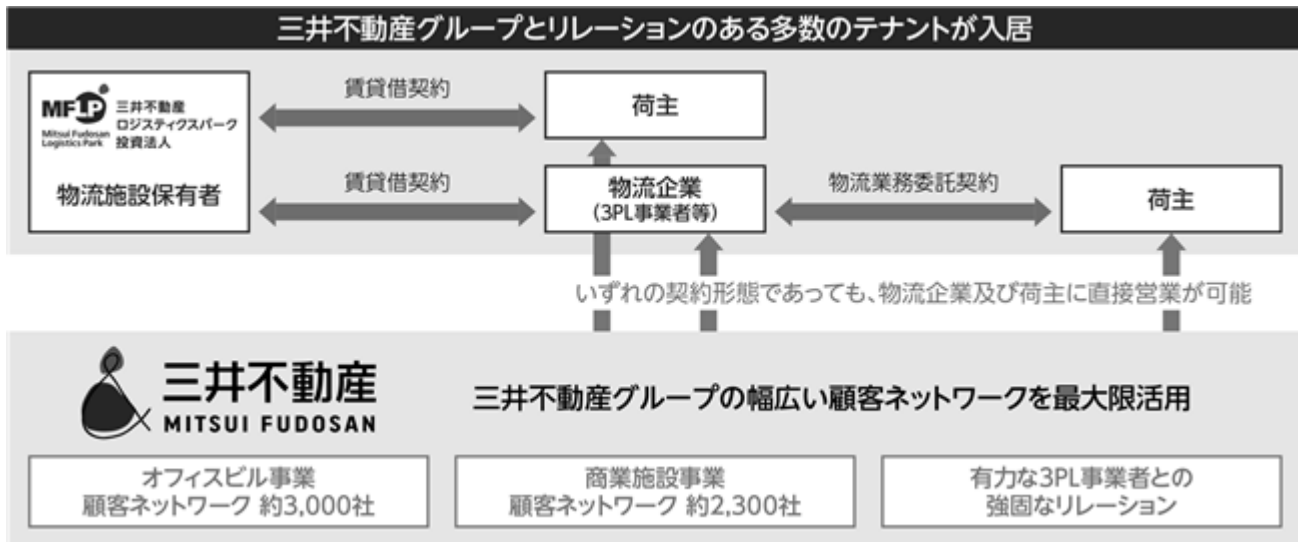 三井不動産グループとリレーションのある多数のテナントが入居
MFLP
Mitsui Fudosan
Logistics Park
三井不動産
ロジスティクスパーク
投資法人
物流施設保有者
賃貸借契約
荷主
賃貸借契約
物流企業
(3PL事業者等)
物流業務委託契約
荷主
いずれの契約形態であっても、物流企業及び荷主に直接営業が可能
三井不動産
MITSUI FUDOSAN
三井不動産グループの幅広い顧客ネットワークを最大限活用
オフィスビル事業
顧客ネットワーク 約3,000社
商業施設事業
顧客ネットワーク 約2,300社
有力な3PL事業者との
強固なリレーション